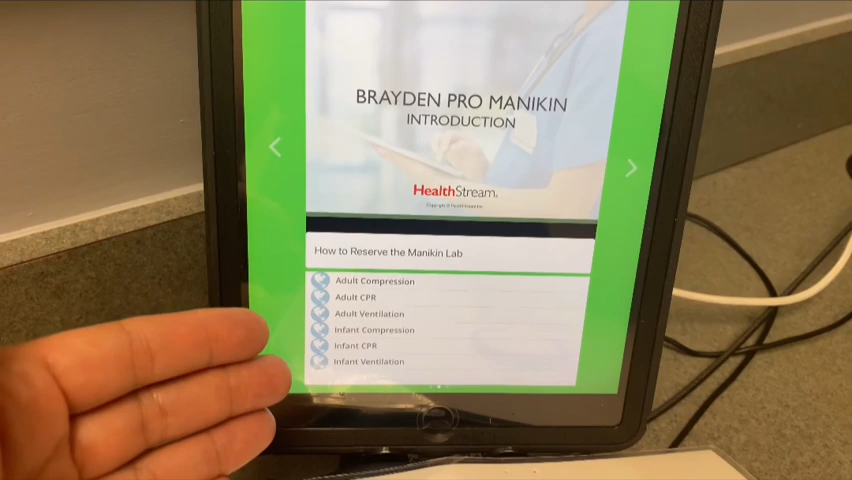 BRAYDEN PRO MANIKIN
INTRODUCTION
HealthStream
How to Reserve the Manikin Lab
Adult Compression
Adult CPR
Adult Ventilation
Infant Compression
Infant CPR
Infant Ventilation